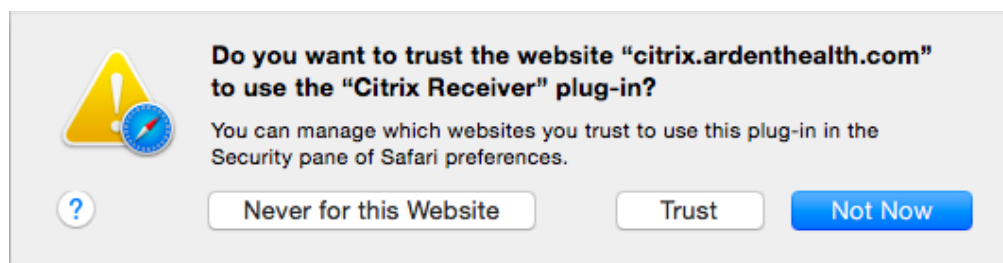 Do you want to trust the website “citrix.ardenthealth.com”
to use the “Citrix Receiver” plug-in?
You can manage which websites you trust to use this plug-in in the
Security pane of Safari preferences.
?
Never for this Website
Trust
Not Now